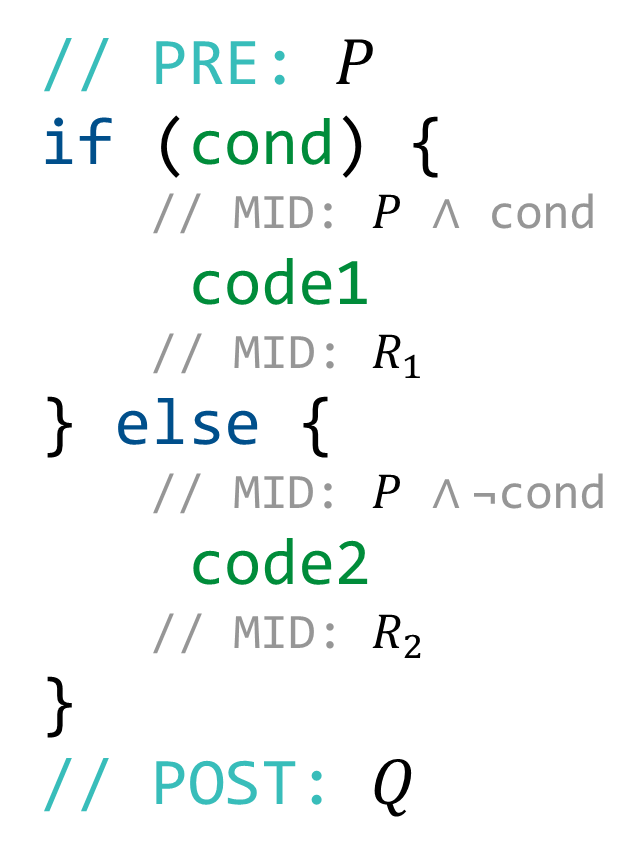 // PRE: P
if (cond) {
// MID: P ∧ cond
code1
// MID: R₁
} else {
// MID: P ∧ ¬cond
code2
// MID: R₂
}
// POST: Q